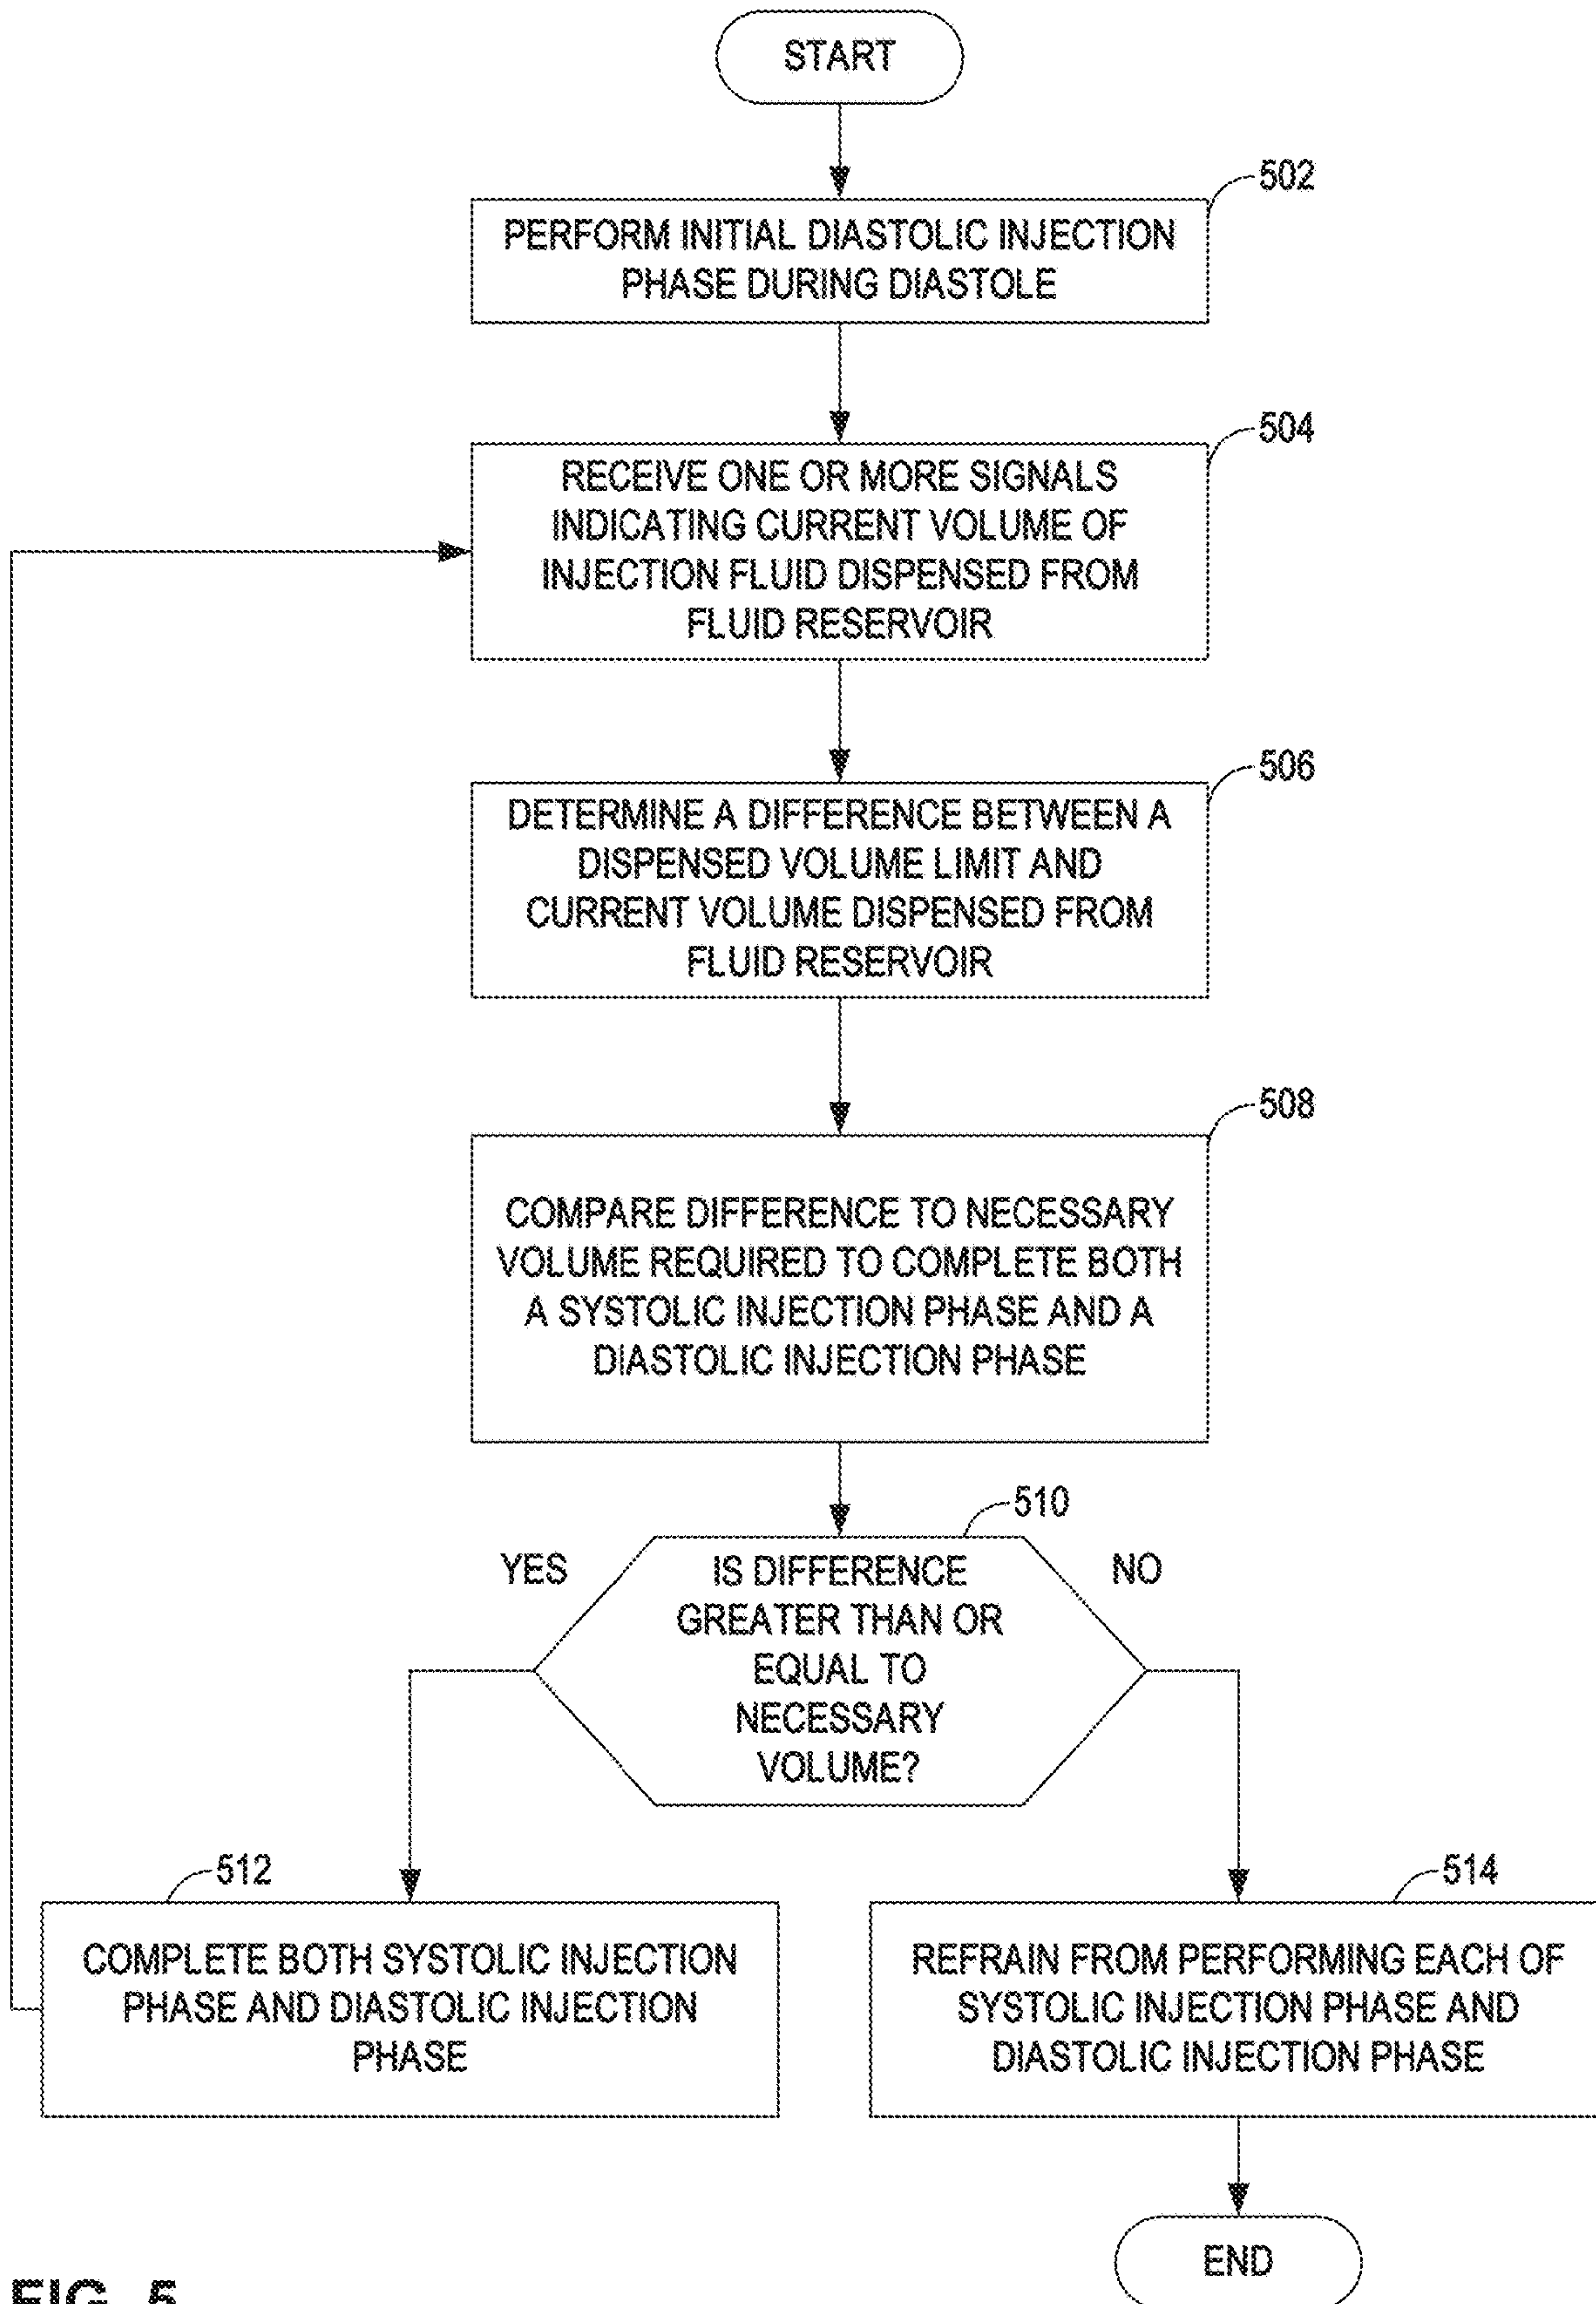 START
502
PERFORM INITIAL DIASTOLIC INJECTION
PHASE DURING DIASTOLE
504
RECEIVE ONE OR MORE SIGNALS
INDICATING CURRENT VOLUME OF
INJECTION FLUID DISPENSED FROM
FLUID RESERVOIR
506
DETERMINE A DIFFERENCE BETWEEN A
DISPENSED VOLUME LIMIT AND
CURRENT VOLUME DISPENSED FROM
FLUID RESERVOIR
508
COMPARE DIFFERENCE TO NECESSARY
VOLUME REQUIRED TO COMPLETE BOTH
A SYSTOLIC INJECTION PHASE AND A
DIASTOLIC INJECTION PHASE
510
YES
IS DIFFERENCE
GREATER THAN OR
EQUAL TO
NECESSARY
VOLUME?
NO
512
COMPLETE BOTH SYSTOLIC INJECTION
PHASE AND DIASTOLIC INJECTION
PHASE
514
REFRAIN FROM PERFORMING EACH OF
SYSTOLIC INJECTION PHASE AND
DIASTOLIC INJECTION PHASE
END
FIG. 5